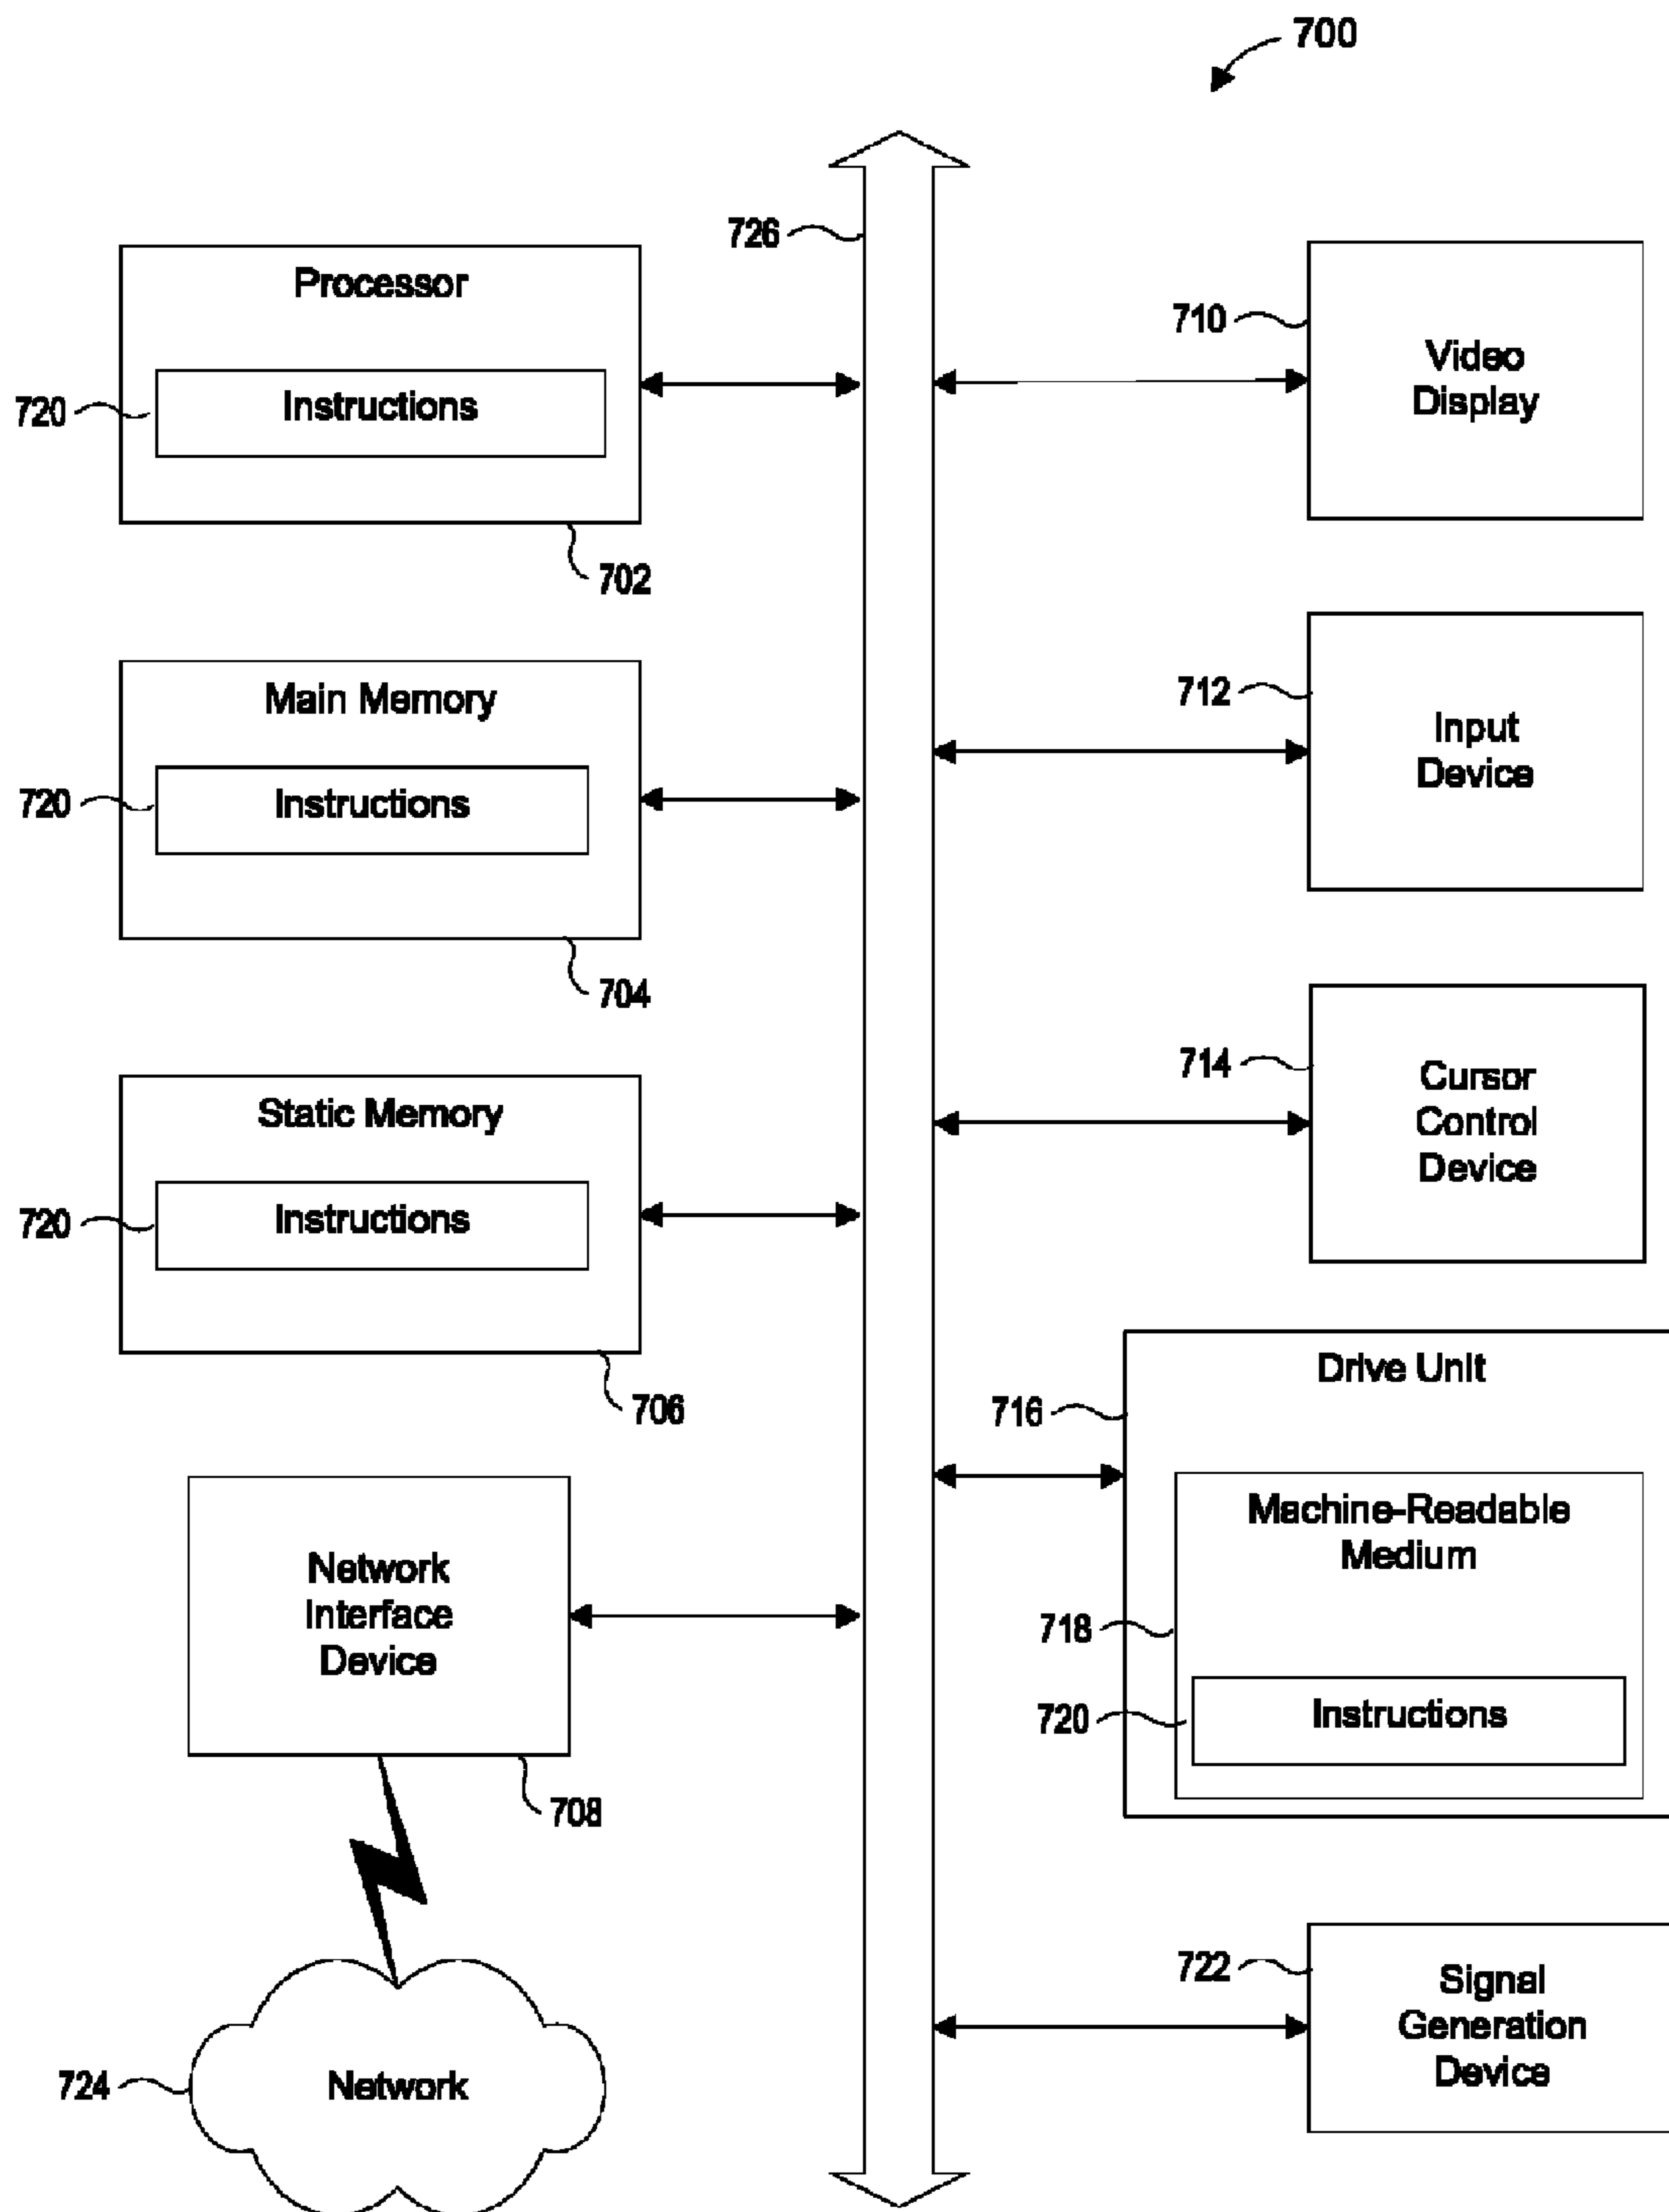 700
726
Processor
720
Instructions
702
710
Video
Display
Main Memory
720
Instructions
704
712
Input
Device
Static Memory
720
Instructions
706
714
Cursor
Control
Device
Network
Interface
Device
708
716
Drive Unit
Machine-Readable
Medium
718
720
Instructions
724
Network
722
Signal
Generation
Device